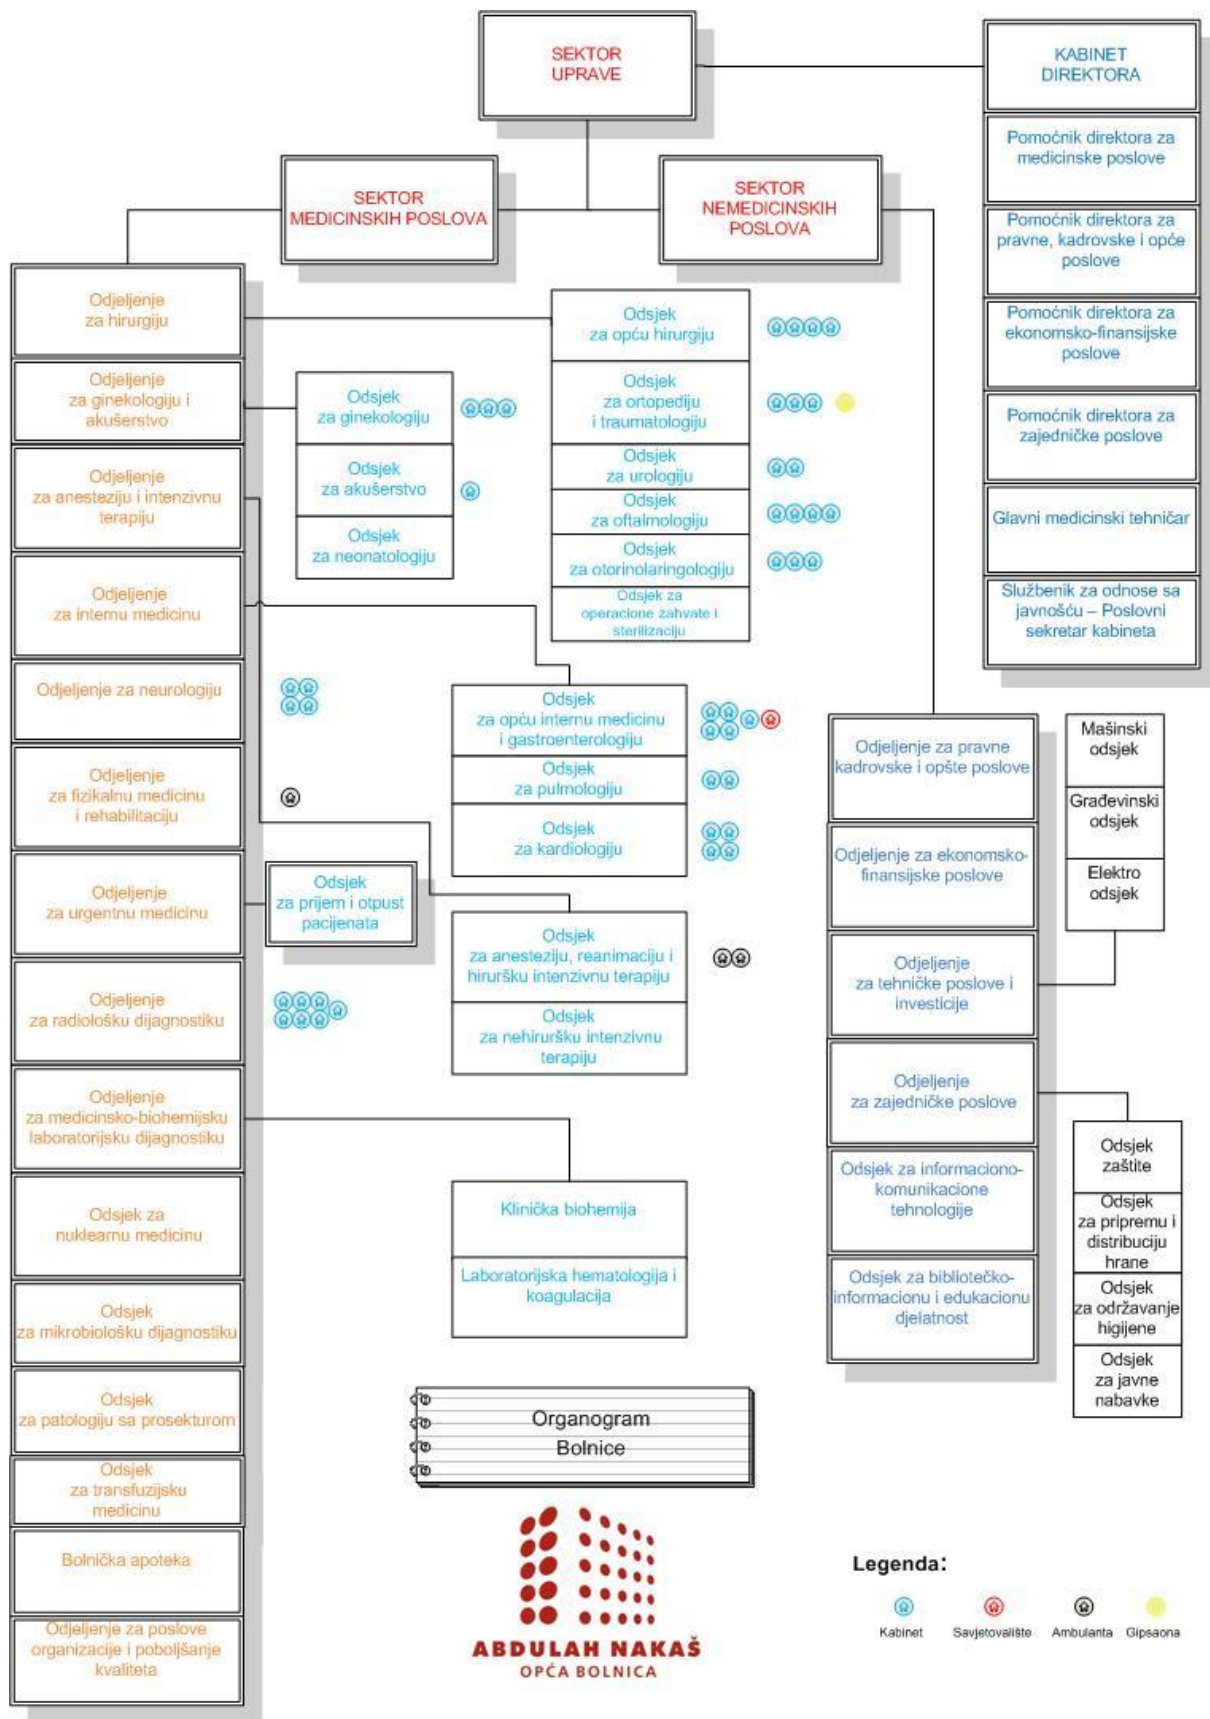 SEKTOR
UPRAVE
KABINET
DIREKTORA
Pomoćnik direktora za
medicinske poslove
Pomoćnik direktora za
pravne, kadrovske i opće
poslove
Pomoćnik direktora za
ekonomsko-finansijske
poslove
Pomoćnik direktora za
zajedničke poslove
Glavni medicinski tehničar
Službenik za odnose sa
javnošću – Poslovni
sekretar kabineta
SEKTOR
MEDICINSKIH POSLOVA
SEKTOR
NEMEDICINSKIH
POSLOVA
Odjeljenje
za hirurgiju
Odjeljenje
za ginekologiju i
akušerstvo
Odjeljenje
za anesteziju i intenzivnu
terapiju
Odjeljenje
za internu medicinu
Odjeljenje za neurologiju
Odjeljenje
za fizikalnu medicinu
i rehabilitaciju
Odjeljenje
za urgentnu medicinu
Odjeljenje
za radiološku dijagnostiku
Odjeljenje
za medicinsko-biohemijsku
laboratorijsku dijagnostiku
Odsjek za
nuklearnu medicinu
Odsjek
za mikrobiološku dijagnostiku
Odsjek
za patologiju sa prosekturom
Odsjek
za transfuzijsku
medicinu
Bolnička apoteka
Odjeljenje za poslove
organizacije i poboljšanje
kvaliteta
Odsjek
za ginekologiju
Odsjek
za akušerstvo
Odsjek
za neonatologiju
Odsjek
za opću hirurgiju
Odsjek
za ortopediju
i traumatologiju
Odsjek
za urologiju
Odsjek
za oftalmologiju
Odsjek
za otorinolaringologiju
Odsjek za
operacione zahvate i
sterilizaciju
Odsjek
za opću internu medicinu
i gastroenterologiju
Odsjek
za pulmologiju
Odsjek
za kardiologiju
Odsjek
za prijem i otpust
pacijenata
Odsjek
za anesteziju, reanimaciju i
hiruršku intenzivnu terapiju
Odsjek
za nehiruršku intenzivnu
terapiju
Klinička biohemija
Laboratorijska hematologija i
koagulacija
Odjeljenje za pravne
kadrovske i opšte poslove
Odjeljenje za ekonomsko-
finansijske poslove
Odjeljenje
za tehničke poslove i
investicije
Odjeljenje
za zajedničke poslove
Odsjek za informaciono-
komunikacione
tehnologije
Odsjek za bibliotečko-
informacionu i edukacionu
djelatnost
Mašinski
odsjek
Građevinski
odsjek
Elektro
odsjek
Odsjek
zaštite
Odsjek
za pripremu i
distribuciju
hrane
Odsjek
za održavanje
higijene
Odsjek
za javne
nabavke
Organogram
Bolnice
ABDULAH NAKAŠ
OPĆA BOLNICA
Legenda:
Kabinet
Savjetovalište
Ambulanta
Gipsaona